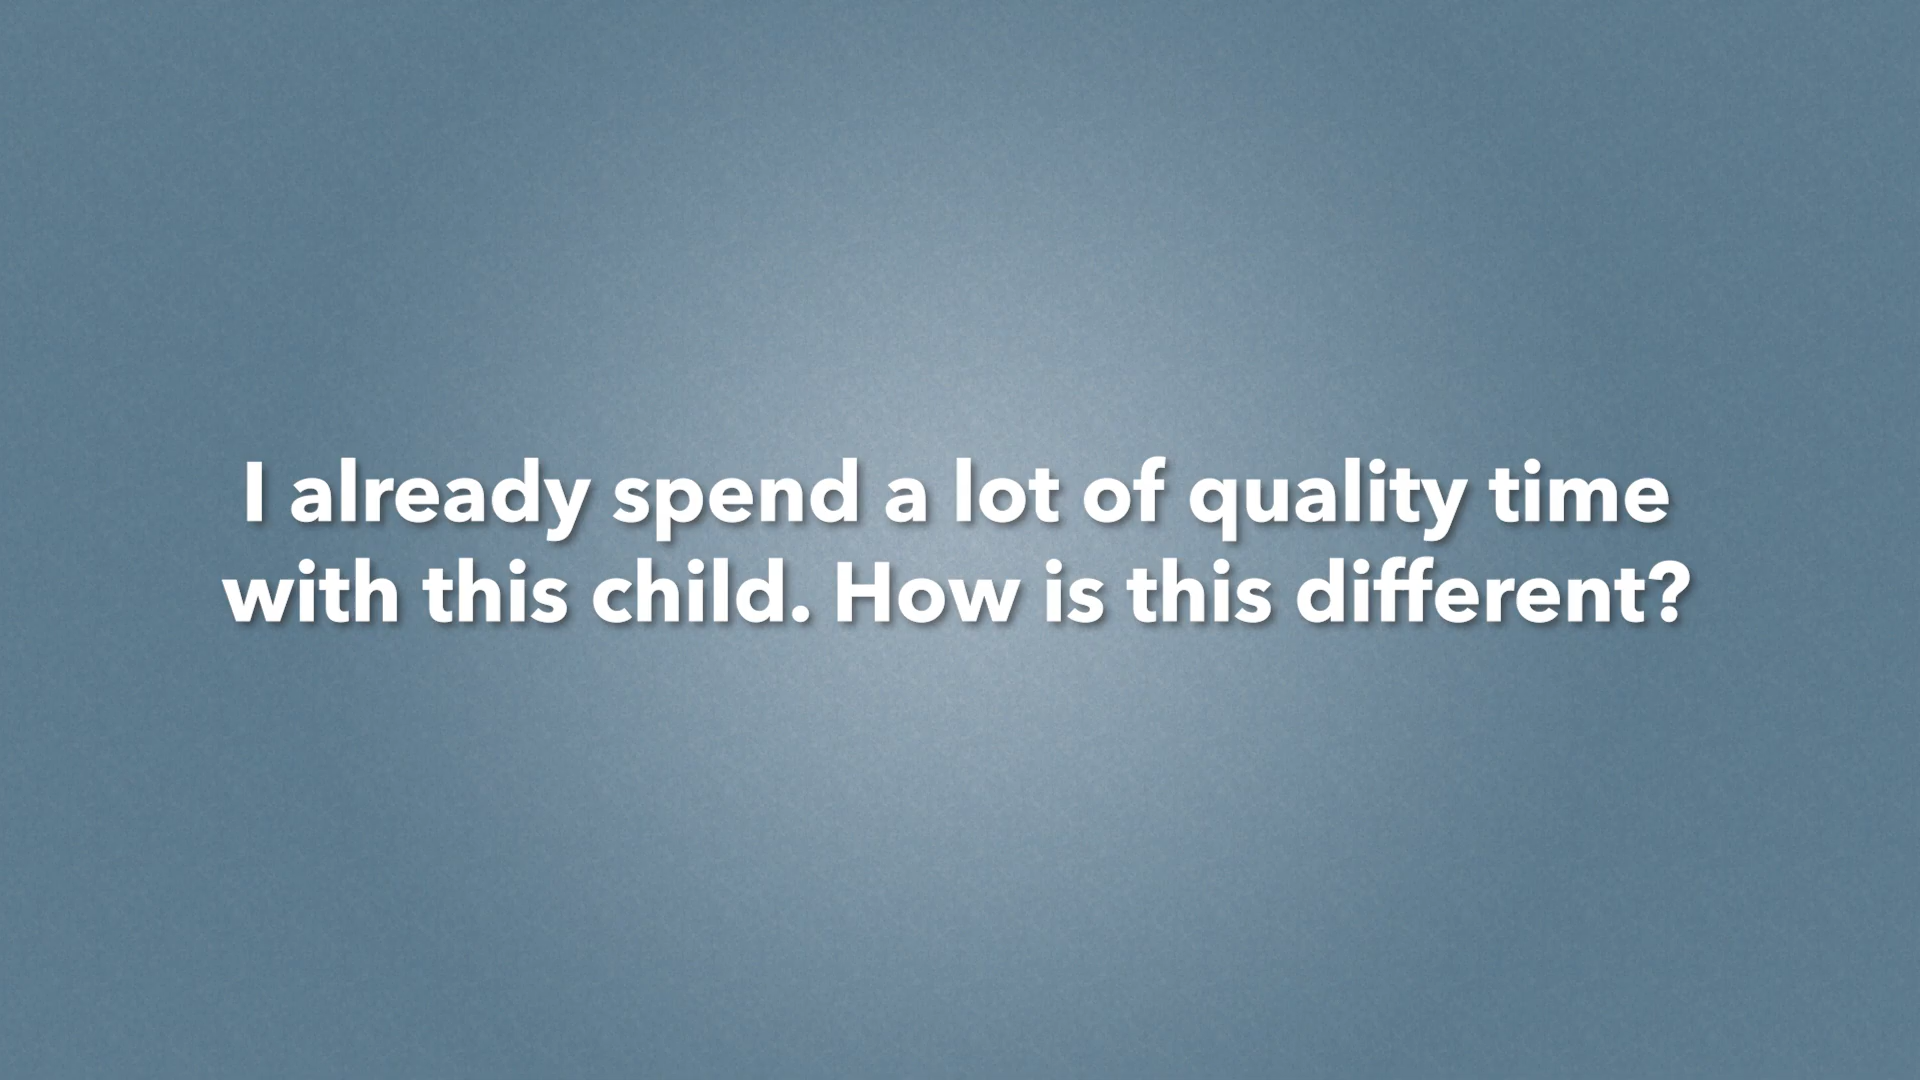 I already spend a lot of quality time
with this child. How is this different?